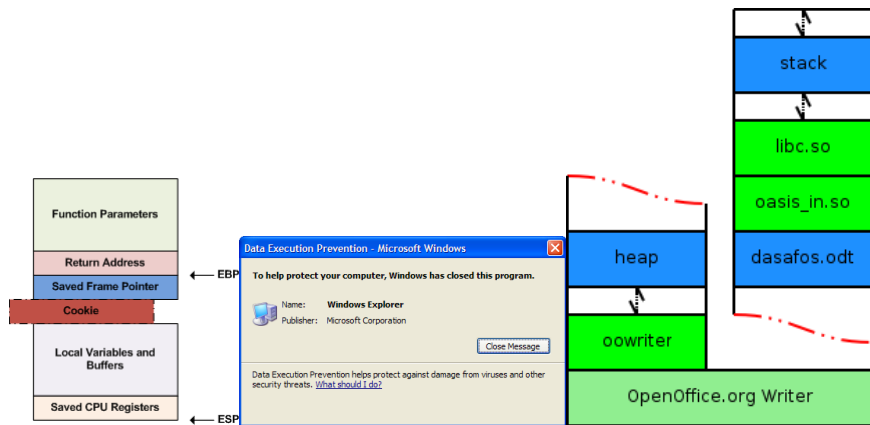 Function Parameters
Return Address
Saved Frame Pointer
Cookie
Local Variables and
Buffers
Saved CPU Registers
EBP
ESP
Data Execution Prevention - Microsoft Windows
To help protect your computer, Windows has closed this program.
Name: Windows Explorer
Publisher: Microsoft Corporation
Close Message
Data Execution Prevention helps protect against damage from viruses and other
security threats. What should I do?
heap
oowriter
stack
libc.so
oasis_in.so
dasafos.odt
OpenOffice.org Writer